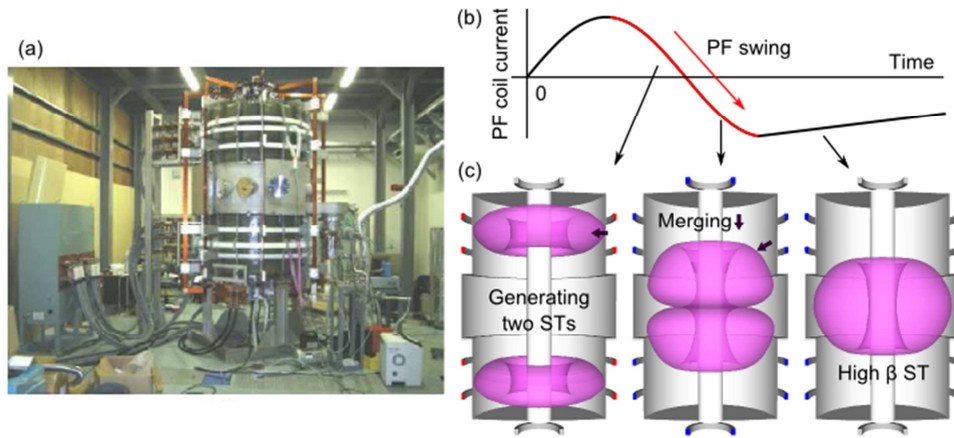 (a)
(b)
PF coil current
0
PF swing
Time
(c)
Generating
two STs
Merging
High β ST